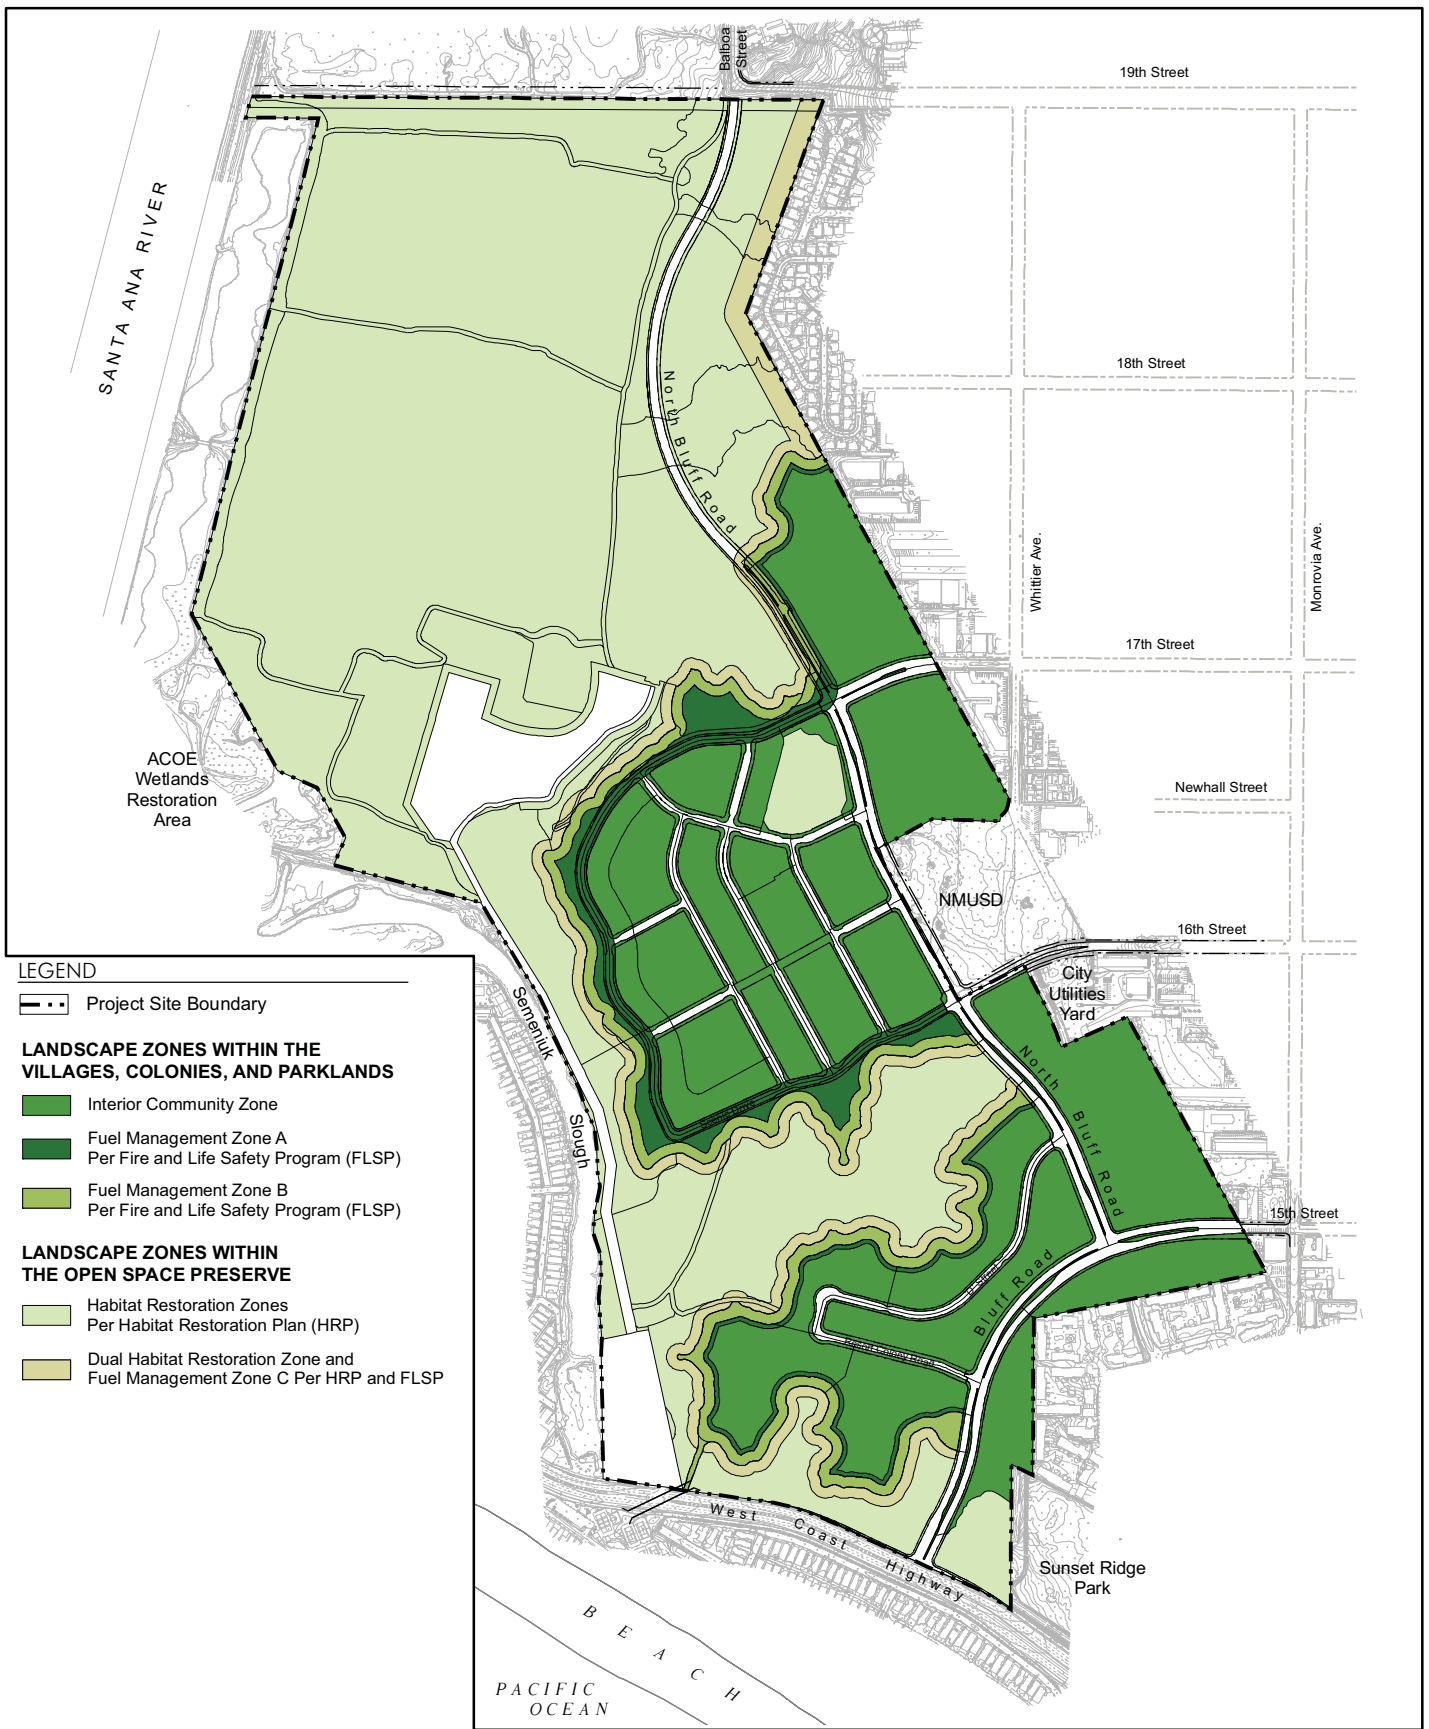 Balboa
Street
19th Street
SANTA ANA RIVER
18th Street
North Bluff Road
Whittier Ave.
Monrovia Ave.
17th Street
ACOE
Wetlands
Restoration
Area
Newhall Street
NMUSD
16th Street
City
Utilities
Yard
LEGEND
Project Site Boundary
LANDSCAPE ZONES WITHIN THE
VILLAGES, COLONIES, AND PARKLANDS
Interior Community Zone
Fuel Management Zone A
Per Fire and Life Safety Program (FLSP)
Fuel Management Zone B
Per Fire and Life Safety Program (FLSP)
LANDSCAPE ZONES WITHIN
THE OPEN SPACE PRESERVE
Habitat Restoration Zones
Per Habitat Restoration Plan (HRP)
Dual Habitat Restoration Zone and
Fuel Management Zone C Per HRP and FLSP
Semeniuk Slough
North Bluff Road
15th Street
Bluff Road
West Coast Highway
Sunset Ridge
Park
BEACH
PACIFIC
OCEAN